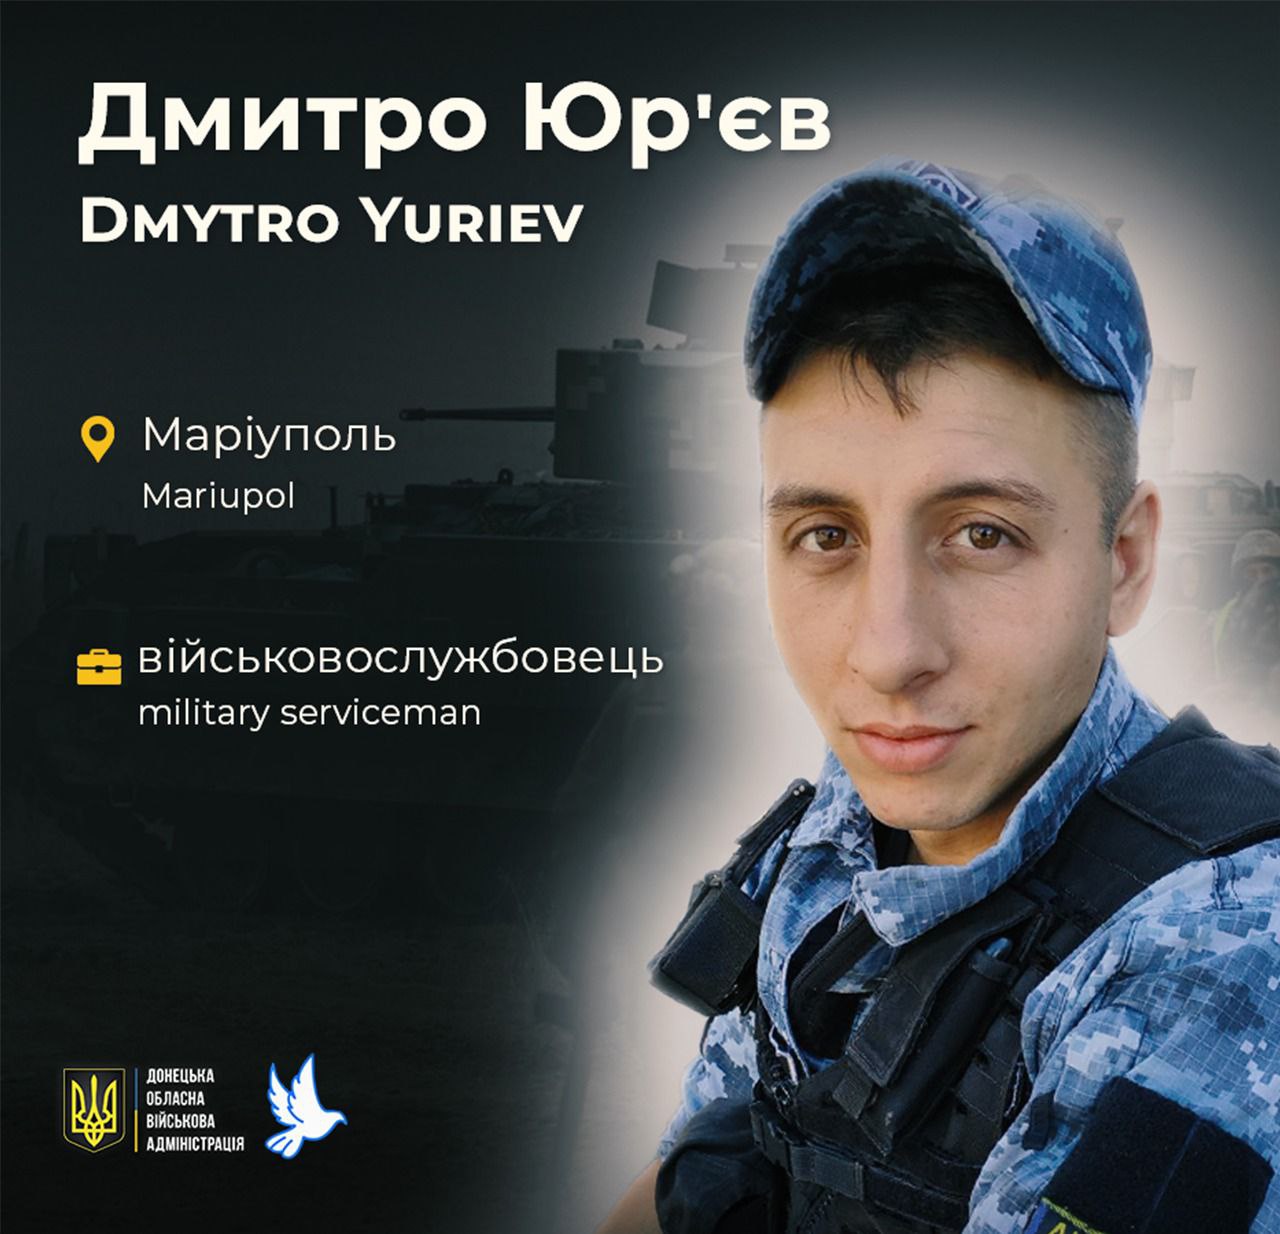 Дмитро Юр'єв
Dmytro Yuriev
Маріуполь
Mariupol
військовослужбовець
military serviceman
ДОНЕЦЬКА
ОБЛАСНА
ВІЙСЬКОВА
АДМІНІСТРАЦІЯ